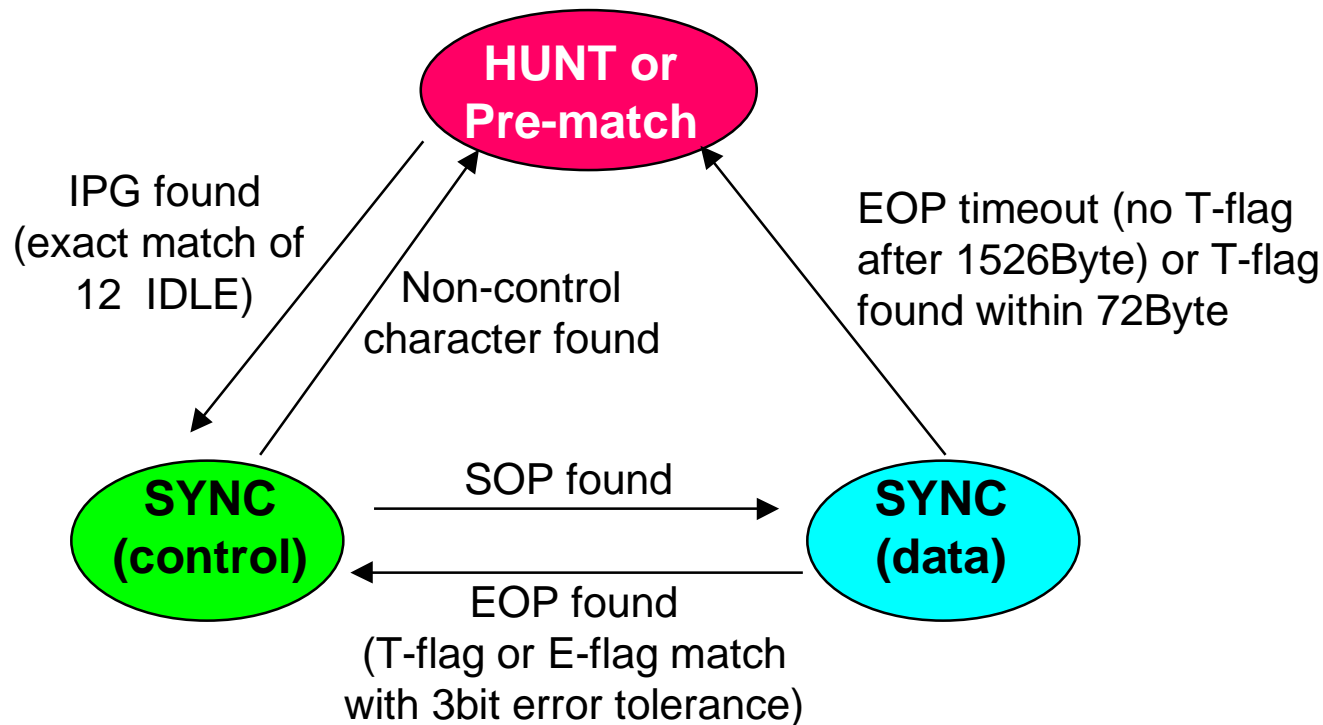 HUNT or
Pre-match
IPG found
(exact match of
12 IDLE)
Non-control
character found
EOP timeout (no T-flag
after 1526Byte) or T-flag
found within 72Byte
SYNC
(control)
SOP found
SYNC
(data)
EOP found
(T-flag or E-flag match
with 3bit error tolerance)